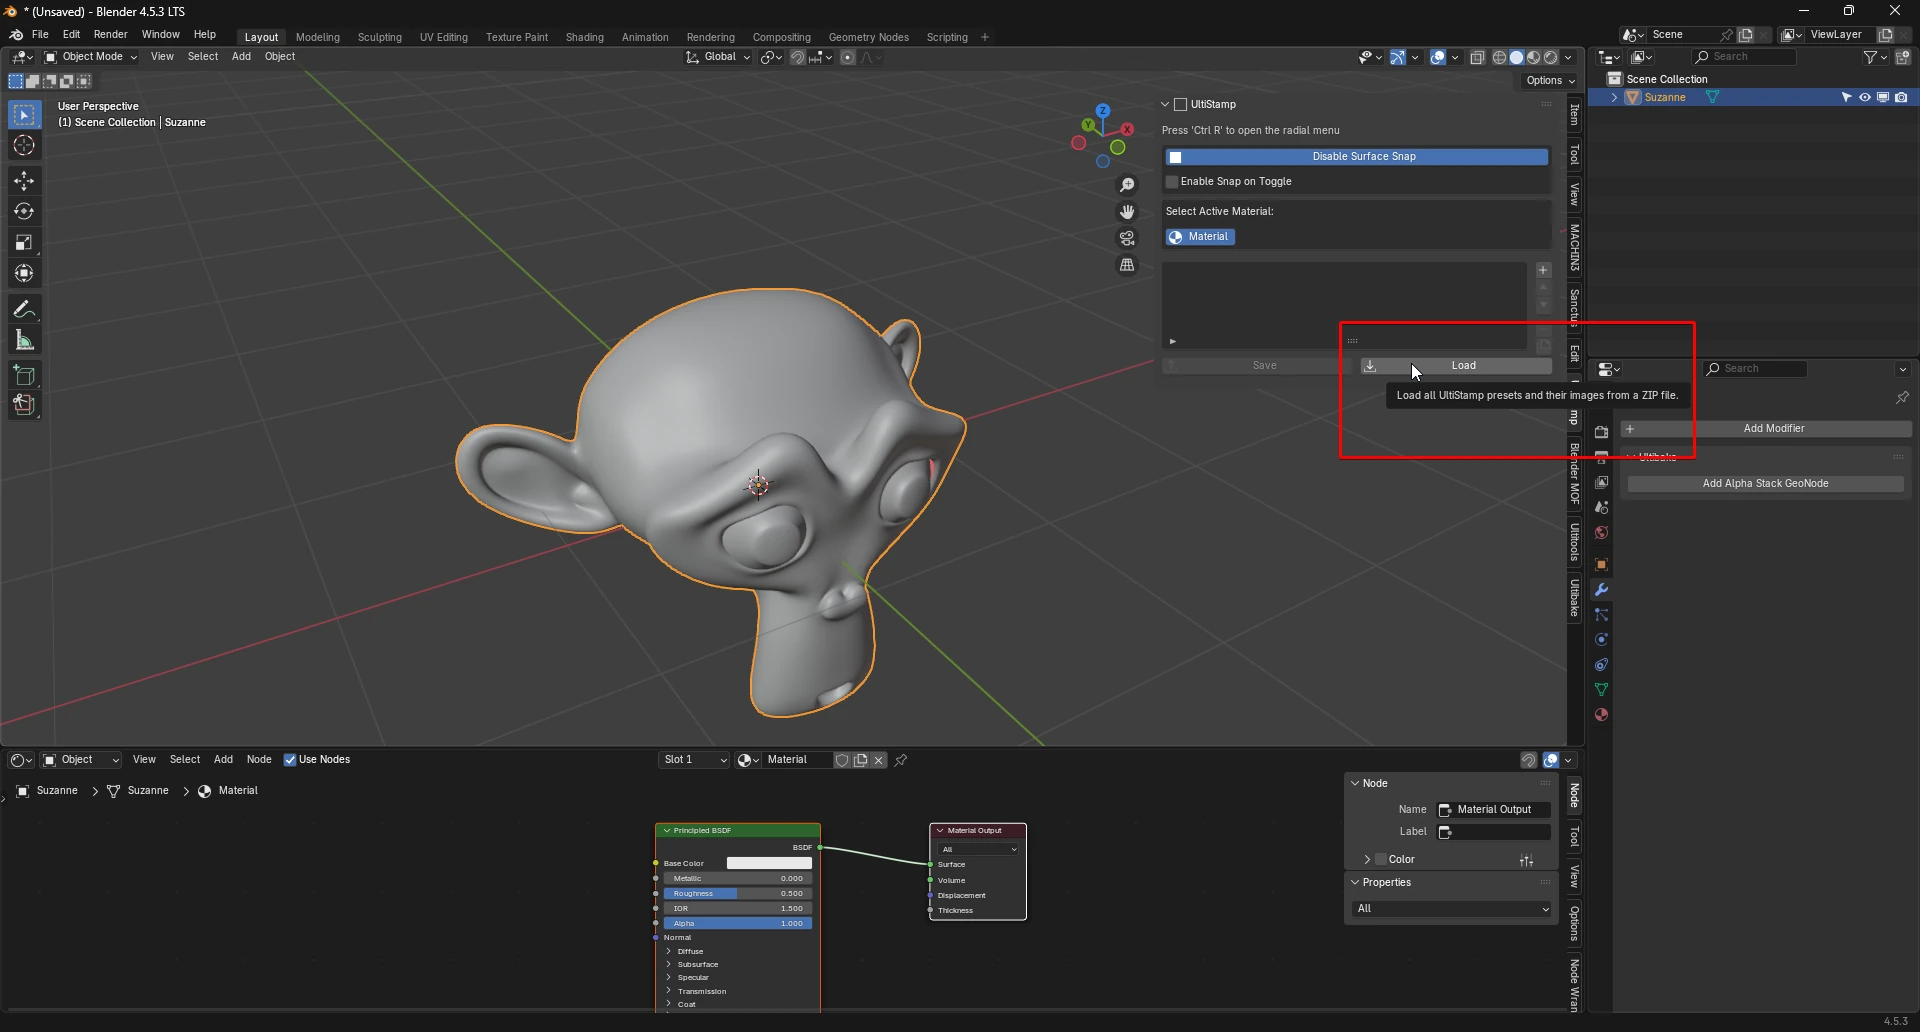 * (Unsaved) - Blender 4.5.3 LTS
File Edit Render Window Help
Layout Modeling Sculpting UV Editing Texture Paint Shading Animation Rendering Compositing Geometry Nodes Scripting +
Scene
ViewLayer
Object Mode View Select Add Object
Global
Search
Options
User Perspective
(1) Scene Collection | Suzanne
Z
Y
X
UltiStamp
Press 'Ctrl R' to open the radial menu
Disable Surface Snap
Enable Snap on Toggle
Select Active Material:
Material
Save
Load
Load all UltiStamp presets and their images from a ZIP file.
Item
Tool
View
MACHIN3
Sanctus
Edit
Blender MOF
Ultitools
Ultibake
Scene Collection
Suzanne
Search
Add Modifier
Ultibake
Add Alpha Stack GeoNode
Object View Select Add Node Use Nodes
Slot 1
Material
Suzanne > Suzanne > Material
Principled BSDF
BSDF
Base Color
Metallic 0.000
Roughness 0.500
IOR 1.500
Alpha 1.000
Normal
Diffuse
Subsurface
Specular
Transmission
Coat
Material Output
All
Surface
Volume
Displacement
Thickness
Node
Name Material Output
Label
Color
Properties
All
Node
Tool
View
Options
Node Wran
4.5.3